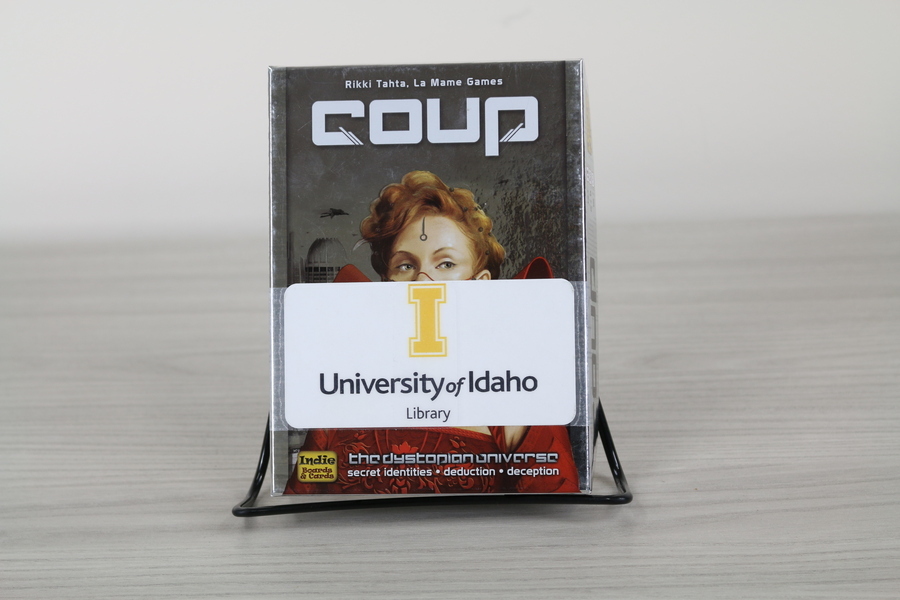 Rikki Tahta, La Mame Games
coup
I
University of Idaho
Library
Indie
Boards
& Cards
the dystopian universe
secret identities • deduction • deception